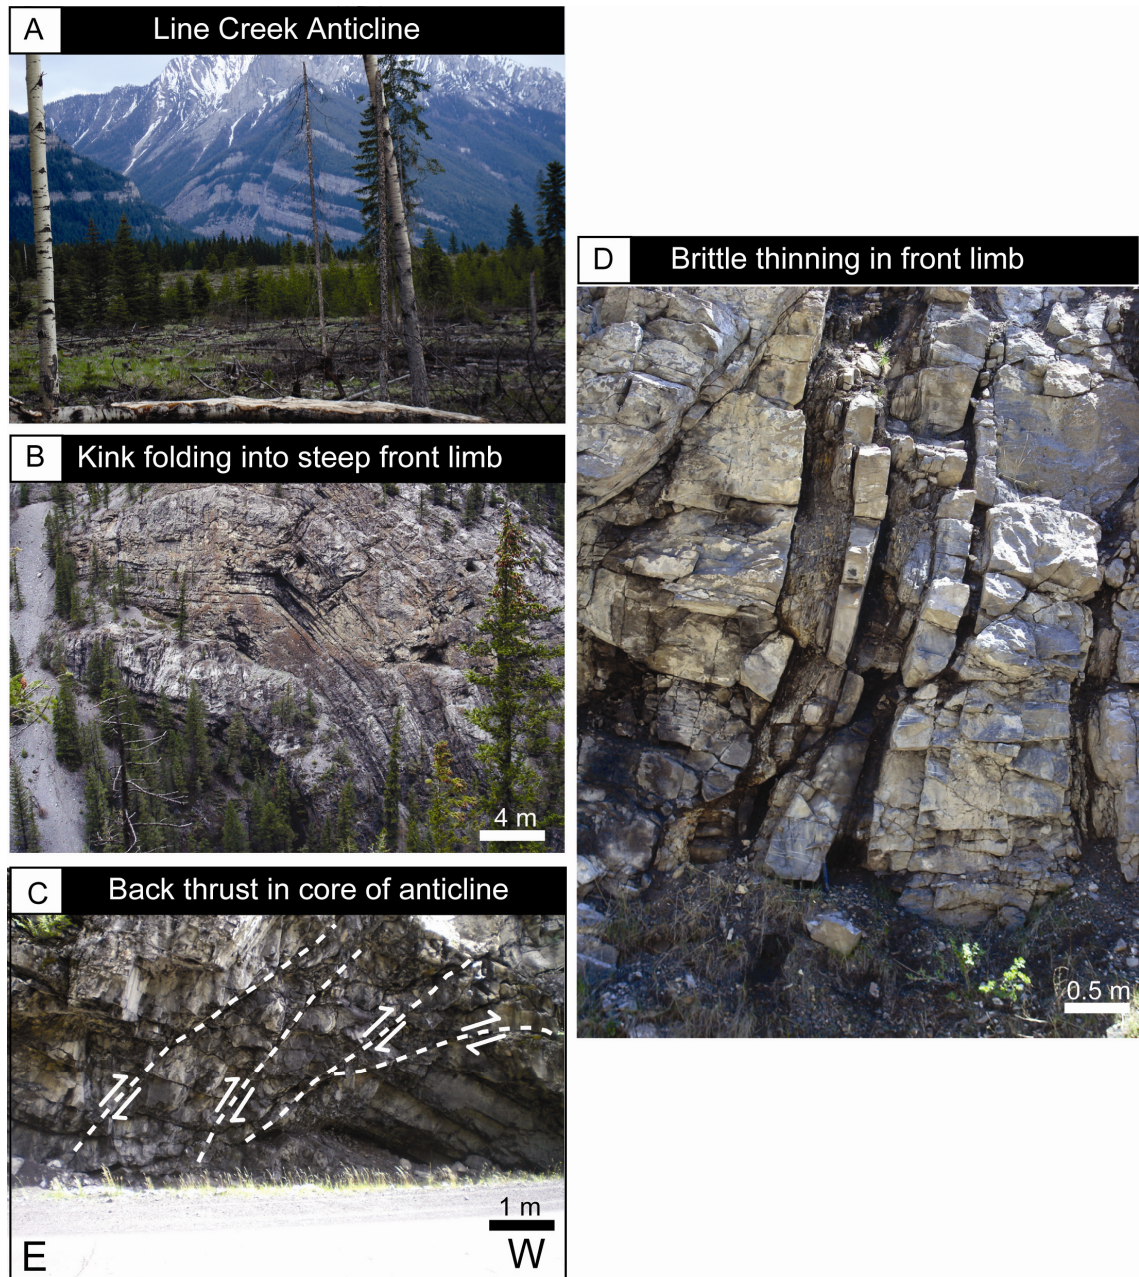 A
Line Creek Anticline
B
Kink folding into steep front limb
4 m
C
Back thrust in core of anticline
1 m
E
W
D
Brittle thinning in front limb
0.5 m